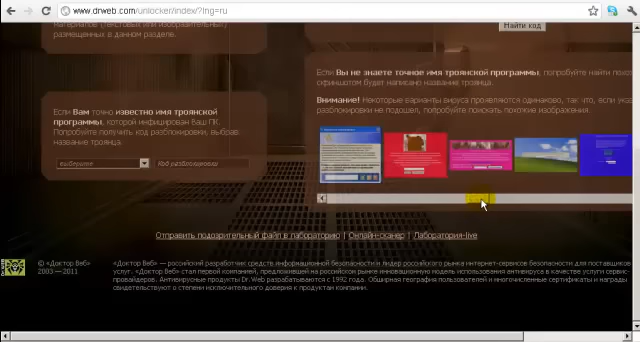 www.drweb.com/unlocker/index/?lng=ru
материалов (текстовых или изобразительных)
размещенных в данном разделе.
Найти код
Если Вам точно известно имя троянской
программы, которой инфицирован Ваш ПК.
Попробуйте получить код разблокировки, выбрав
название троянца.
выберите
Код разблокировки
Если Вы не знаете точное имя троянской программы, попробуйте найти похо
скриншотом будет написано название троянца.
Внимание! Некоторые варианты вируса проявляются одинаково, так что, если указа
разблокировки не подошел, попробуйте поискать похожие изображения.
Отправить подозрительный файл в лабораторию | Онлайн-сканер | Лаборатория-live
© «Доктор Веб»
2003 — 2011
«Доктор Веб» — российский разработчик средств информационной безопасности и лидер российского рынка интернет-сервисов безопасности для поставщиков
услуг. «Доктор Веб» стал первой компанией, предложившей на российском рынке инновационную модель использования антивируса в качестве услуги сервис-
провайдеров. Антивирусные продукты Dr.Web разрабатываются с 1992 года. Обширная география пользователей и многочисленные сертификаты и награды
свидетельствуют о степени исключительного доверия к продуктам компании.